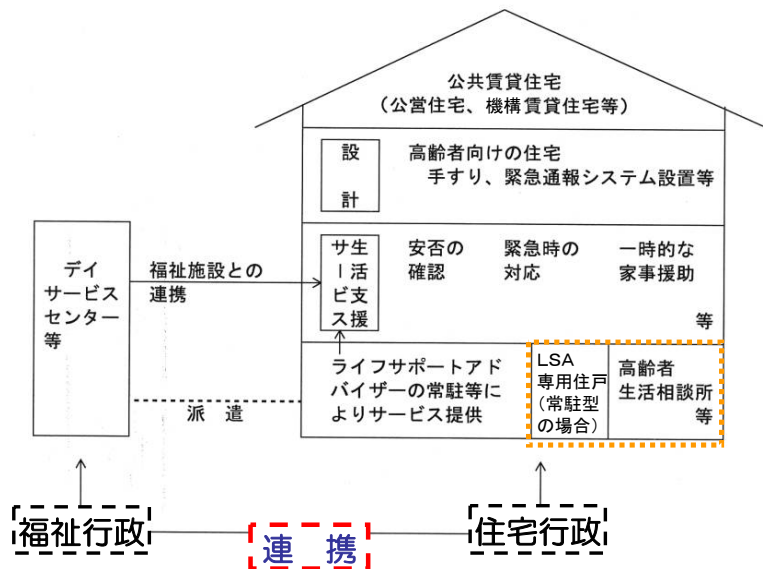 公共賃貸住宅
（公営住宅、機構賃貸住宅等）
設計
高齢者向けの住宅
手すり、緊急通報システム設置等
デイ
サービス
センター
等
福祉施設との
連携
生活支援
サービス
安否の
確認
緊急時の
対応
一時的な
家事援助
等
ライフサポートアド
バイザーの常駐等に
よりサービス提供
LSA
専用住戸
（常駐型
の場合）
高齢者
生活相談所
等
派遣
福祉行政
連携
住宅行政